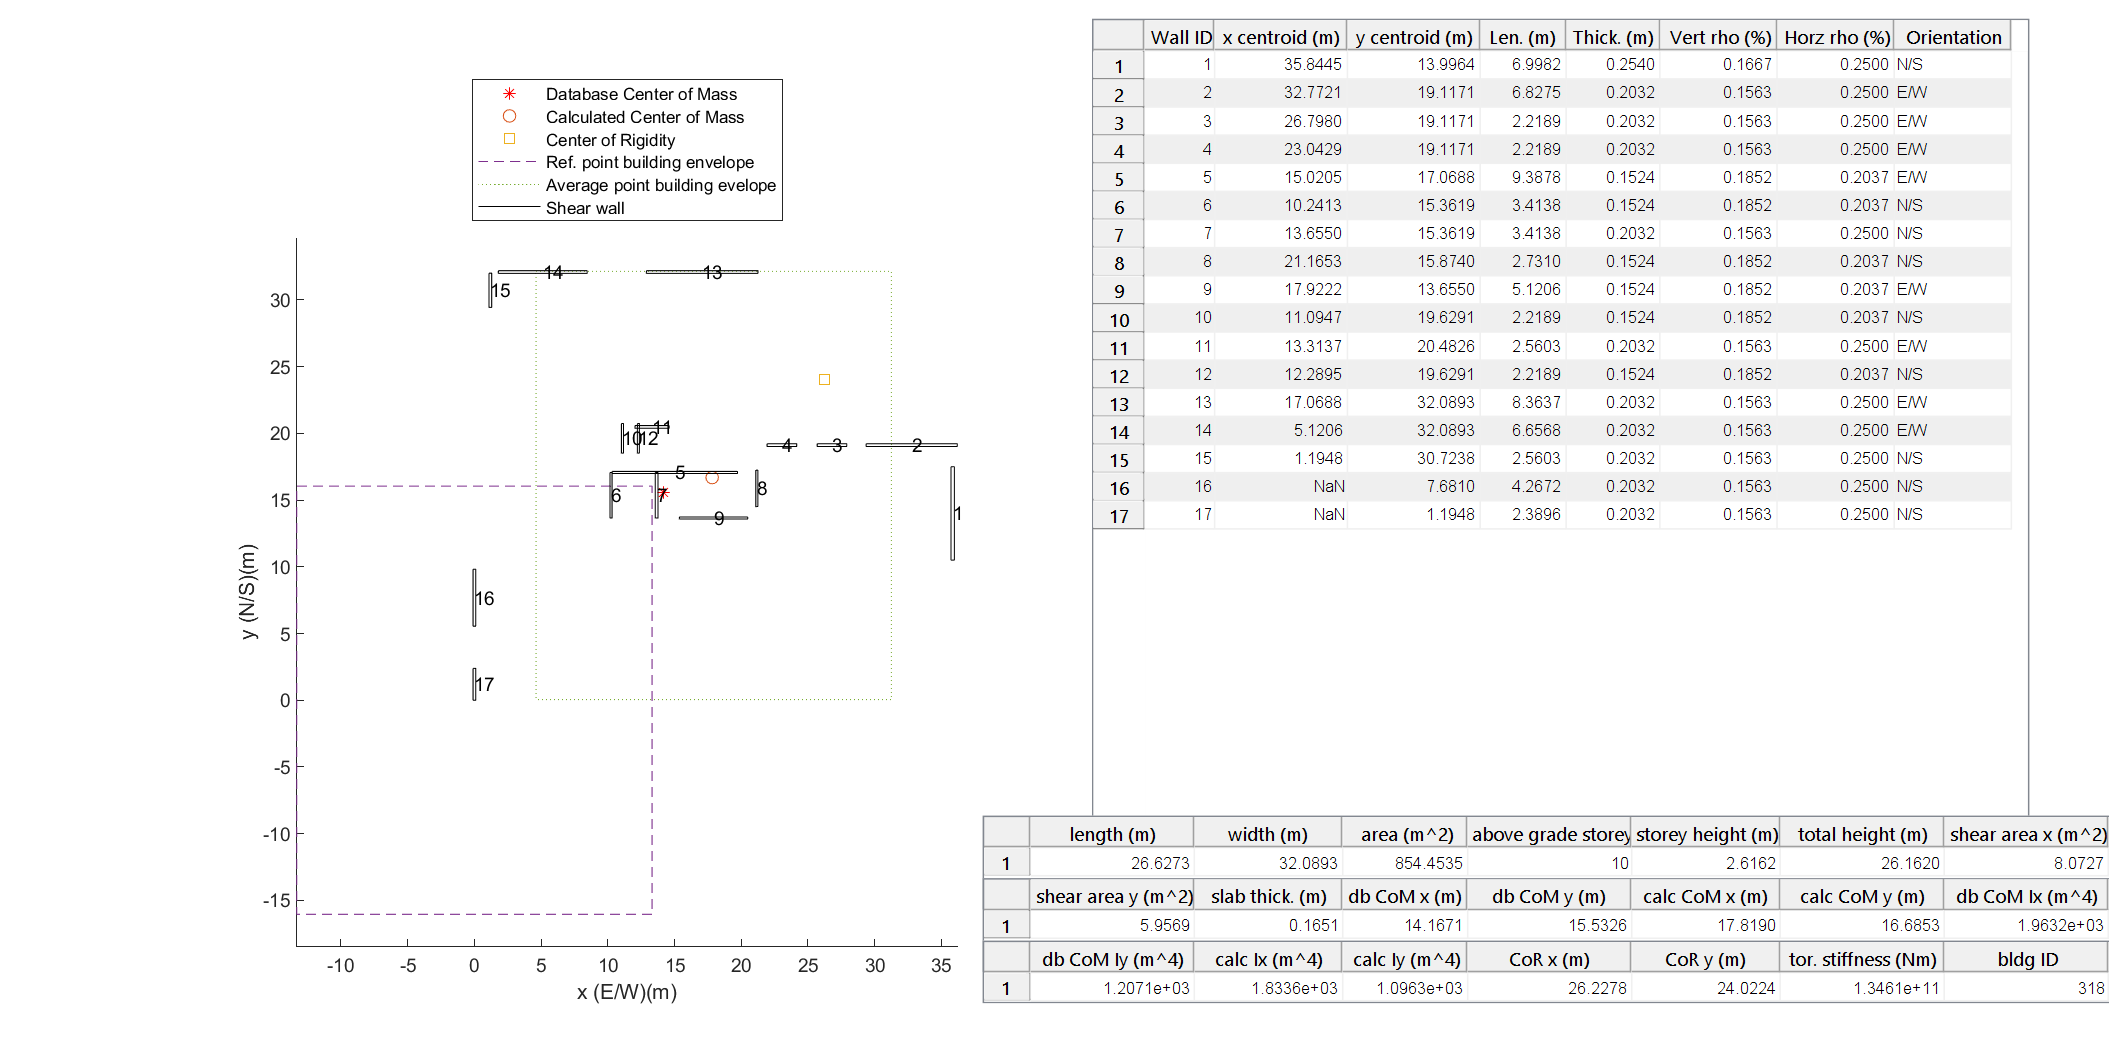 Database Center of Mass
Calculated Center of Mass
Center of Rigidity
Ref. point building envelope
Average point building evelope
Shear wall
y (N/S)(m)
30
25
20
15
10
5
0
-5
-10
-15
-10 -5 0 5 10 15 20 25 30 35
x (E/W)(m)
14 13
15
11
10 12
4 3 2
5
6 7 8
9
1
16
17
Wall ID x centroid (m) y centroid (m) Len. (m) Thick. (m) Vert rho (%) Horz rho (%) Orientation
1 1 35.8445 13.9964 6.9982 0.2540 0.1667 0.2500 N/S
2 2 32.7721 19.1171 6.8275 0.2032 0.1563 0.2500 E/W
3 3 26.7980 19.1171 2.2189 0.2032 0.1563 0.2500 E/W
4 4 23.0429 19.1171 2.2189 0.2032 0.1563 0.2500 E/W
5 5 15.0205 17.0688 9.3878 0.1524 0.1852 0.2037 E/W
6 6 10.2413 15.3619 3.4138 0.1524 0.1852 0.2037 N/S
7 7 13.6550 15.3619 3.4138 0.2032 0.1563 0.2500 N/S
8 8 21.1653 15.8740 2.7310 0.1524 0.1852 0.2037 N/S
9 9 17.9222 13.6550 5.1206 0.1524 0.1852 0.2037 E/W
10 10 11.0947 19.6291 2.2189 0.1524 0.1852 0.2037 N/S
11 11 13.3137 20.4826 2.5603 0.2032 0.1563 0.2500 E/W
12 12 12.2895 19.6291 2.2189 0.1524 0.1852 0.2037 N/S
13 13 17.0688 32.0893 8.3637 0.2032 0.1563 0.2500 E/W
14 14 5.1206 32.0893 6.6568 0.2032 0.1563 0.2500 E/W
15 15 1.1948 30.7238 2.5603 0.2032 0.1563 0.2500 N/S
16 16 NaN 7.6810 4.2672 0.2032 0.1563 0.2500 N/S
17 17 NaN 1.1948 2.3896 0.2032 0.1563 0.2500 N/S
length (m) width (m) area (m^2) above grade storey storey height (m) total height (m) shear area x (m^2)
1 26.6273 32.0893 854.4535 10 2.6162 26.1620 8.0727
shear area y (m^2) slab thick. (m) db CoM x (m) db CoM y (m) calc CoM x (m) calc CoM y (m) db CoM Ix (m^4)
1 5.9569 0.1651 14.1671 15.5326 17.8190 16.6853 1.9632e+03
db CoM Iy (m^4) calc Ix (m^4) calc Iy (m^4) CoR x (m) CoR y (m) tor. stiffness (Nm) bldg ID
1 1.2071e+03 1.8336e+03 1.0963e+03 26.2278 24.0224 1.3461e+11 318